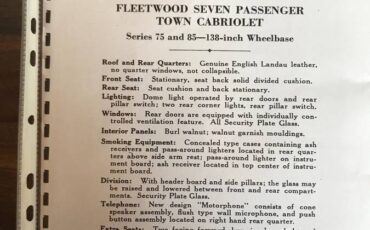 FLEETWOOD SEVEN PASSENGER
TOWN CABRIOLET
Series 75 and 85—138-inch Wheelbase
Roof and Rear Quarters: Genuine English Landau leather,
no quarter windows, not collapsible.
Front Seat: Stationary, seat back solid divided cushion.
Rear Seat: Seat cushion and back stationary.
Lighting: Dome light operated by rear doors and rear
pillar switch; two rear corner lights, rear pillar switch.
Windows: Rear doors are equipped with individually con-
trolled ventilation feature. All Security Plate Glass.
Interior Panels: Burl walnut; walnut garnish mouldings.
Smoking Equipment: Concealed type cases containing ash
receivers and pass-around lighters located in rear quar-
ters above side arm rest; pass-around lighter on instru-
ment board; ash receiver located in top center of instru-
ment board.
Division: With header board and side pillars; the glass may
be raised and lowered between front and rear compart-
ments. Security Plate Glass.
Telephone: New design "Motorphone" consists of cone
speaker assembly, flush type wall microphone, and push
button assembly located on right hand rear quarter.
Extra Seats: Two facing forward